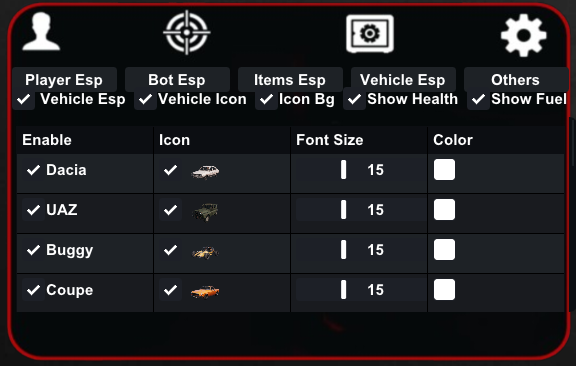 Player Esp Bot Esp Items Esp Vehicle Esp Others
Vehicle Esp Vehicle Icon Icon Bg Show Health Show Fuel
Enable Icon Font Size Color
Dacia 15
UAZ 15
Buggy 15
Coupe 15